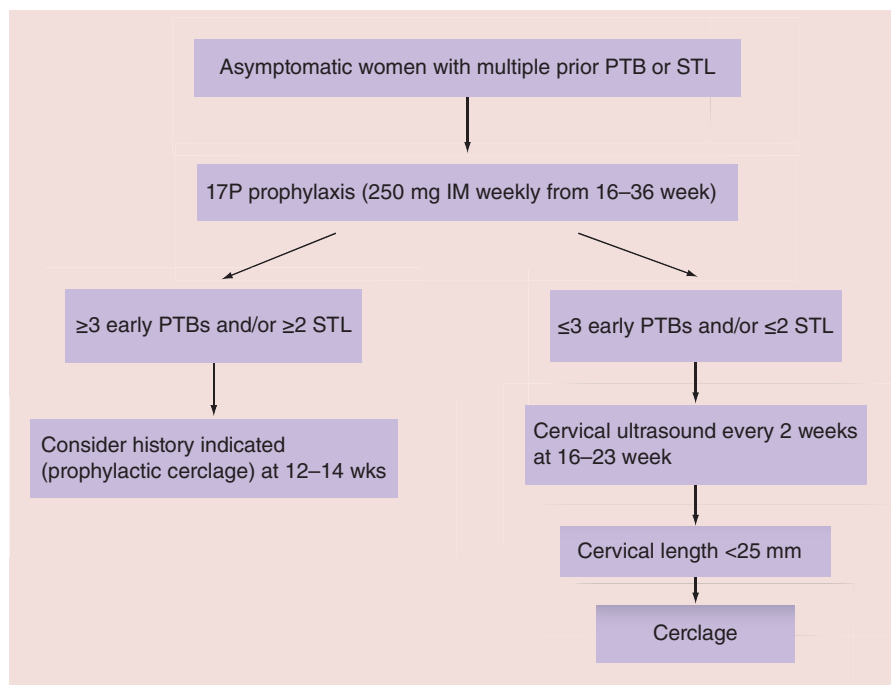 Asymptomatic women with multiple prior PTB or STL
17P prophylaxis (250 mg IM weekly from 16–36 week)
≥3 early PTBs and/or ≥2 STL
Consider history indicated
(prophylactic cerclage) at 12–14 wks
≤3 early PTBs and/or ≤2 STL
Cervical ultrasound every 2 weeks
at 16–23 week
Cervical length <25 mm
Cerclage